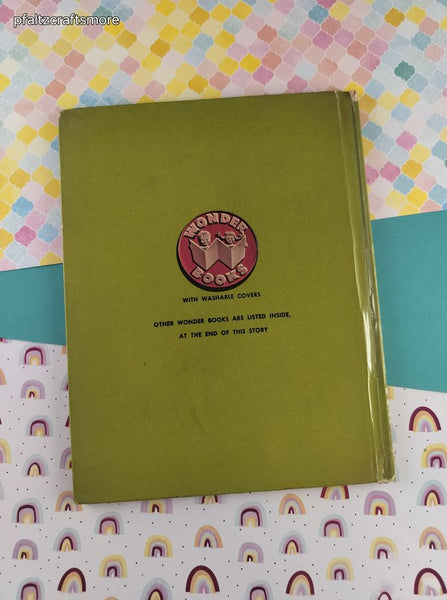 pfaltzcraftsmore
WONDER
BOOKS
WITH WASHABLE COVERS
OTHER WONDER BOOKS ARE LISTED INSIDE,
AT THE END OF THIS STORY